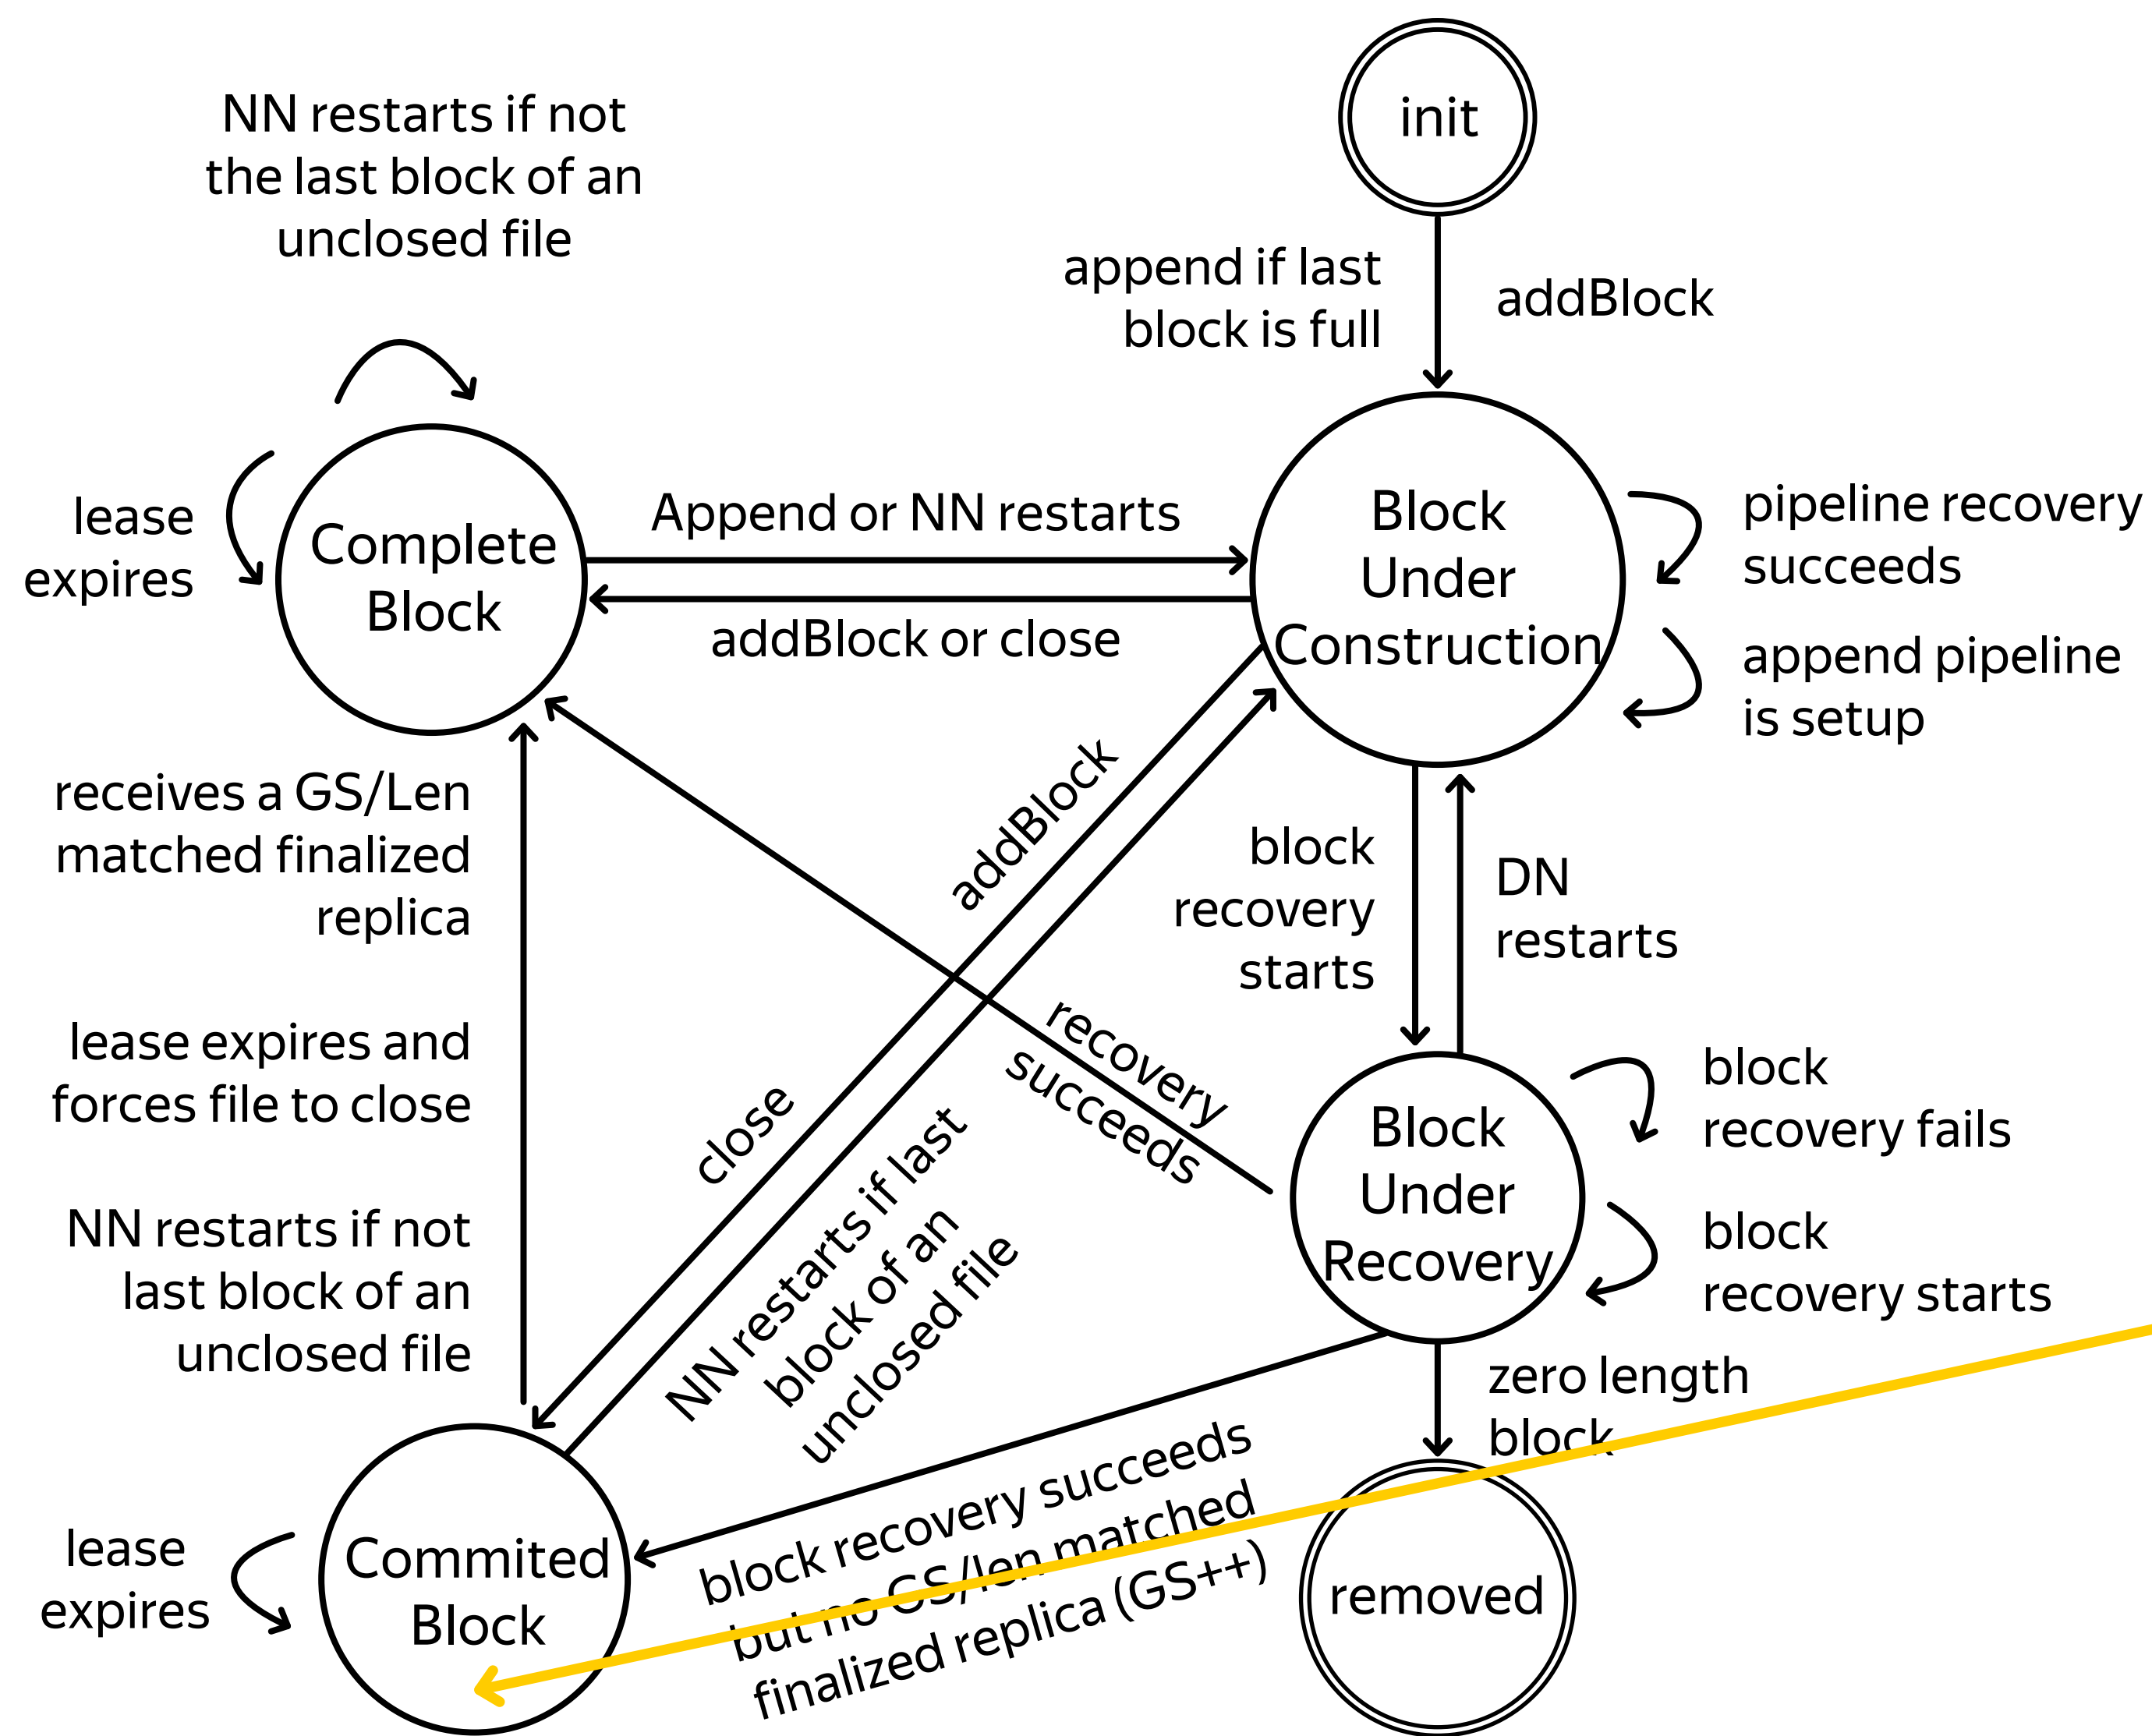 init
NN restarts if not
the last block of an
unclosed file
append if last
block is full
addBlock
lease
expires
Complete
Block
Append or NN restarts
addBlock or close
Block
Under
Construction
pipeline recovery
succeeds
append pipeline
is setup
receives a GS/Len
matched finalized
replica
lease expires and
forces file to close
NN restarts if not
last block of an
unclosed file
addBlock
close
NN restarts if last
block of an
unclosed file
recovery
succeeds
block
recovery
starts
DN
restarts
Block
Under
Recovery
block
recovery fails
block
recovery starts
zero length
block
lease
expires
Commited
Block
block recovery succeeds
but no GS/len matched
finalized replica (GS++)
removed